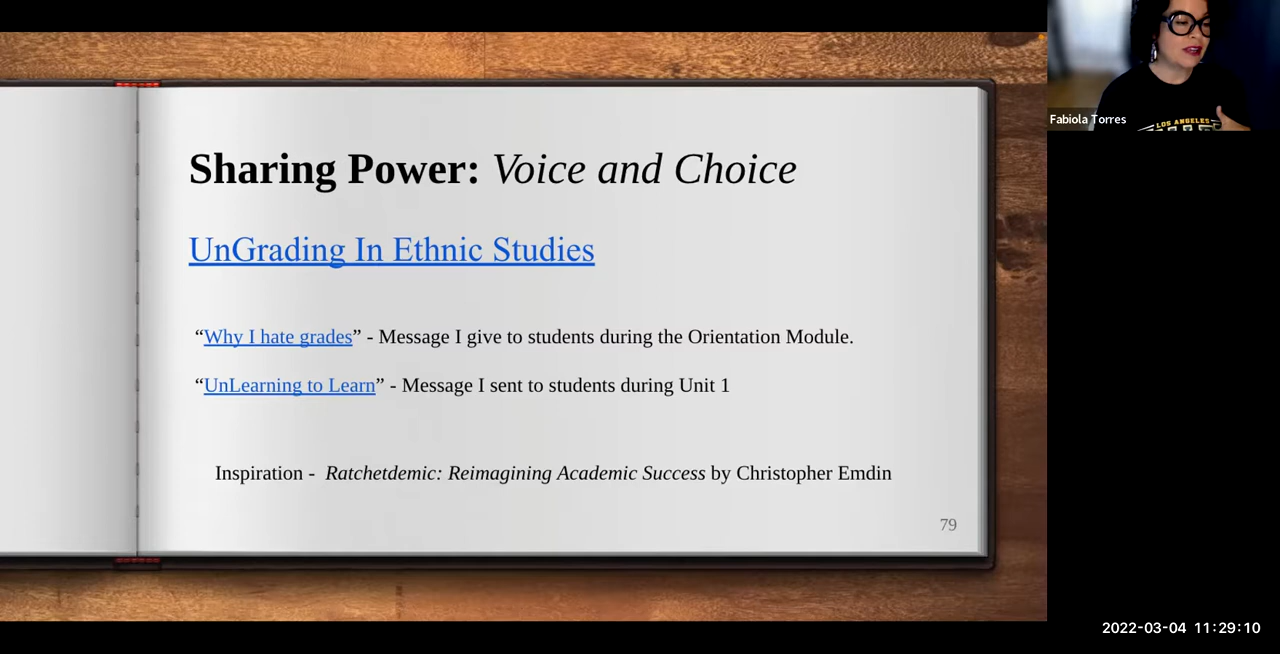 Sharing Power: Voice and Choice
UnGrading In Ethnic Studies
“Why I hate grades” - Message I give to students during the Orientation Module.
“UnLearning to Learn” - Message I sent to students during Unit 1
Inspiration - Ratchetdemic: Reimagining Academic Success by Christopher Emdin
79
LOS ANGELES
Fabiola Torres
2022-03-04 11:29:10